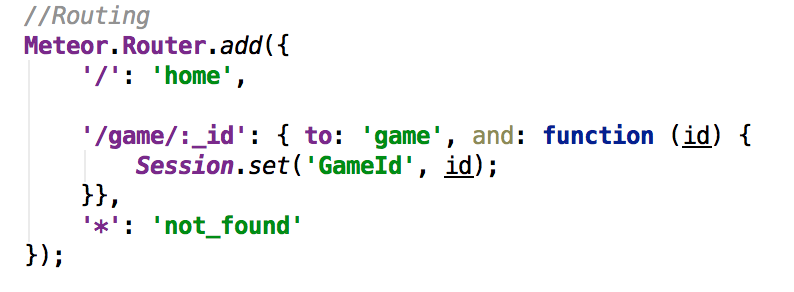 //Routing
Meteor.Router.add({
    '/': 'home',

    '/game/:_id': { to: 'game', and: function (id) {
        Session.set('GameId', id);
    }},
    '*': 'not_found'
});